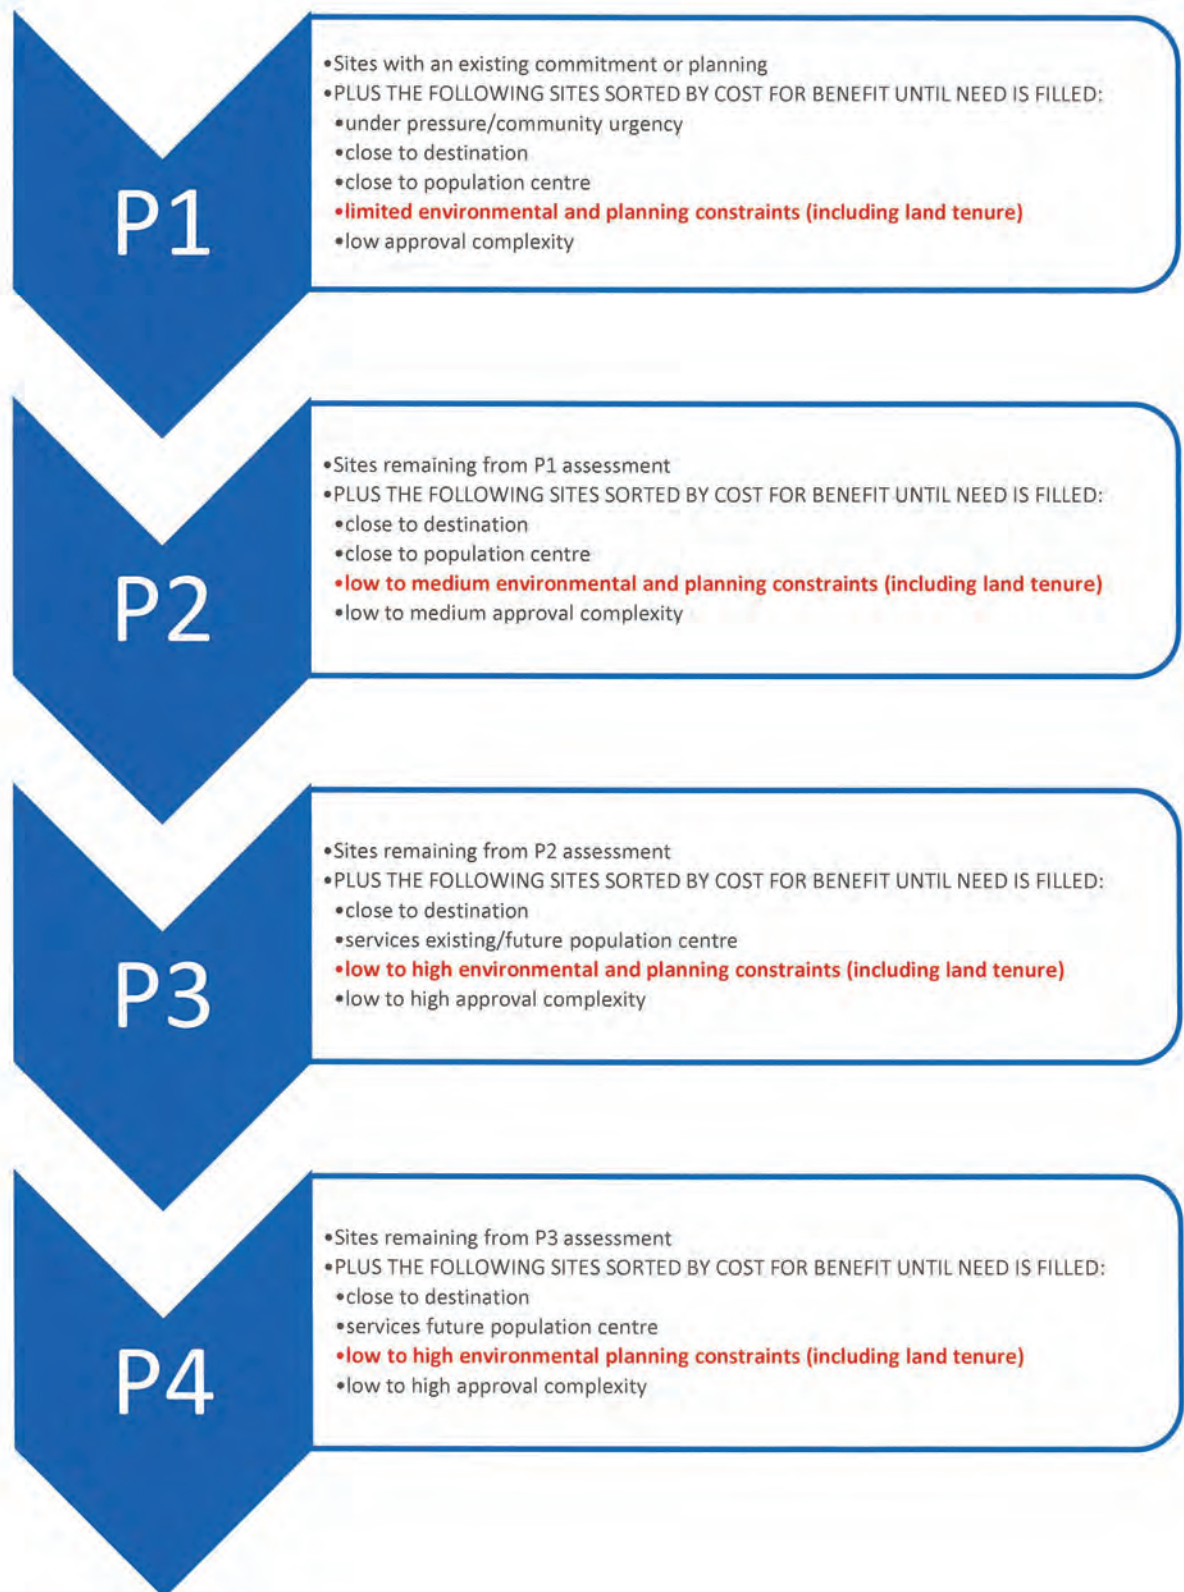 P1
•Sites with an existing commitment or planning
•PLUS THE FOLLOWING SITES SORTED BY COST FOR BENEFIT UNTIL NEED IS FILLED:
•under pressure/community urgency
•close to destination
•close to population centre
•limited environmental and planning constraints (including land tenure)
•low approval complexity
P2
•Sites remaining from P1 assessment
•PLUS THE FOLLOWING SITES SORTED BY COST FOR BENEFIT UNTIL NEED IS FILLED:
•close to destination
•close to population centre
•low to medium environmental and planning constraints (including land tenure)
•low to medium approval complexity
P3
•Sites remaining from P2 assessment
•PLUS THE FOLLOWING SITES SORTED BY COST FOR BENEFIT UNTIL NEED IS FILLED:
•close to destination
•services existing/future population centre
•low to high environmental and planning constraints (including land tenure)
•low to high approval complexity
P4
•Sites remaining from P3 assessment
•PLUS THE FOLLOWING SITES SORTED BY COST FOR BENEFIT UNTIL NEED IS FILLED:
•close to destination
•services future population centre
•low to high environmental planning constraints (including land tenure)
•low to high approval complexity